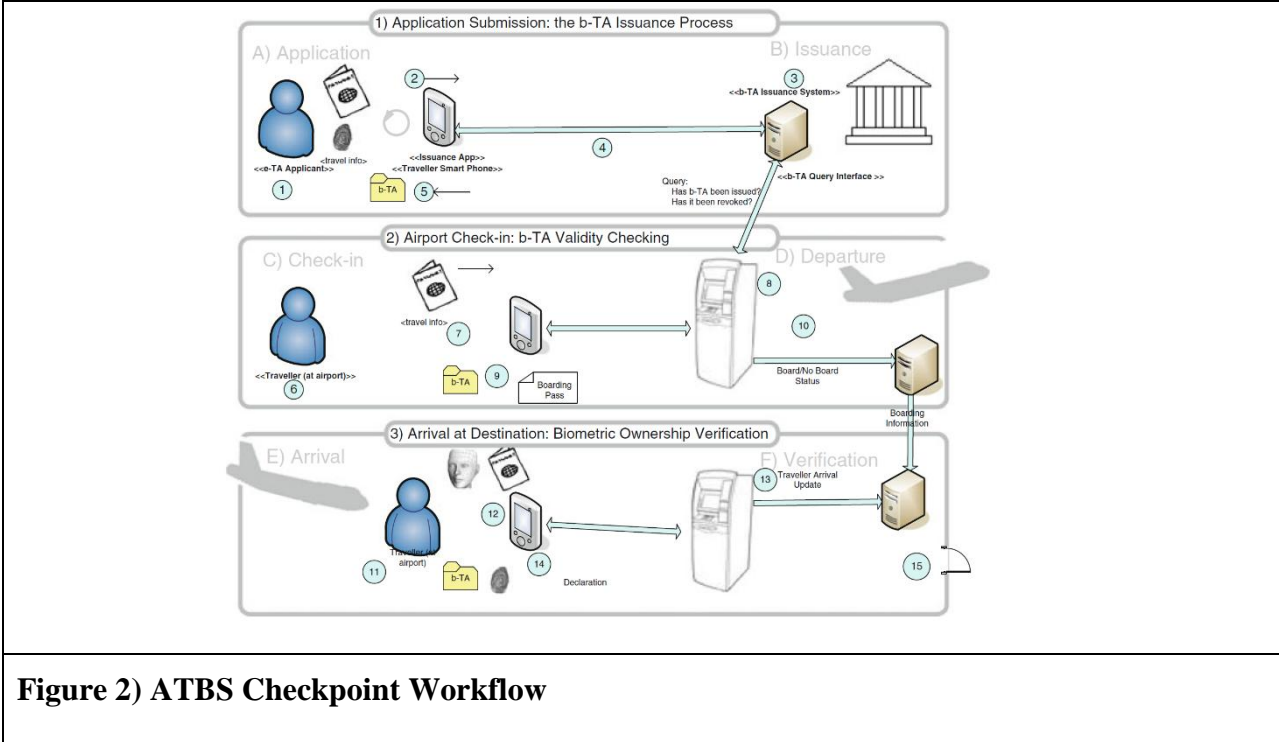 1) Application Submission: the b-TA Issuance Process
A) Application
B) Issuance
2
3
<<b-TA Issuance System>>
<travel info>
<<e-TA Applicant>>
1
<<Issuance App>>
<<Traveller Smart Phone>>
4
b-TA
5
Query:
Has b-TA been issued?
Has it been revoked?
<<b-TA Query Interface >>
2) Airport Check-in: b-TA Validity Checking
C) Check-in
D) Departure
8
<travel info>
7
10
<<Traveller (at airport)>>
6
b-TA
9
Boarding
Pass
Board/No Board
Status
Boarding
Information
3) Arrival at Destination: Biometric Ownership Verification
E) Arrival
F) Verification
13
Traveller Arrival
Update
12
Traveller (at
airport)
11
b-TA
14
Declaration
15
Figure 2) ATBS Checkpoint Workflow